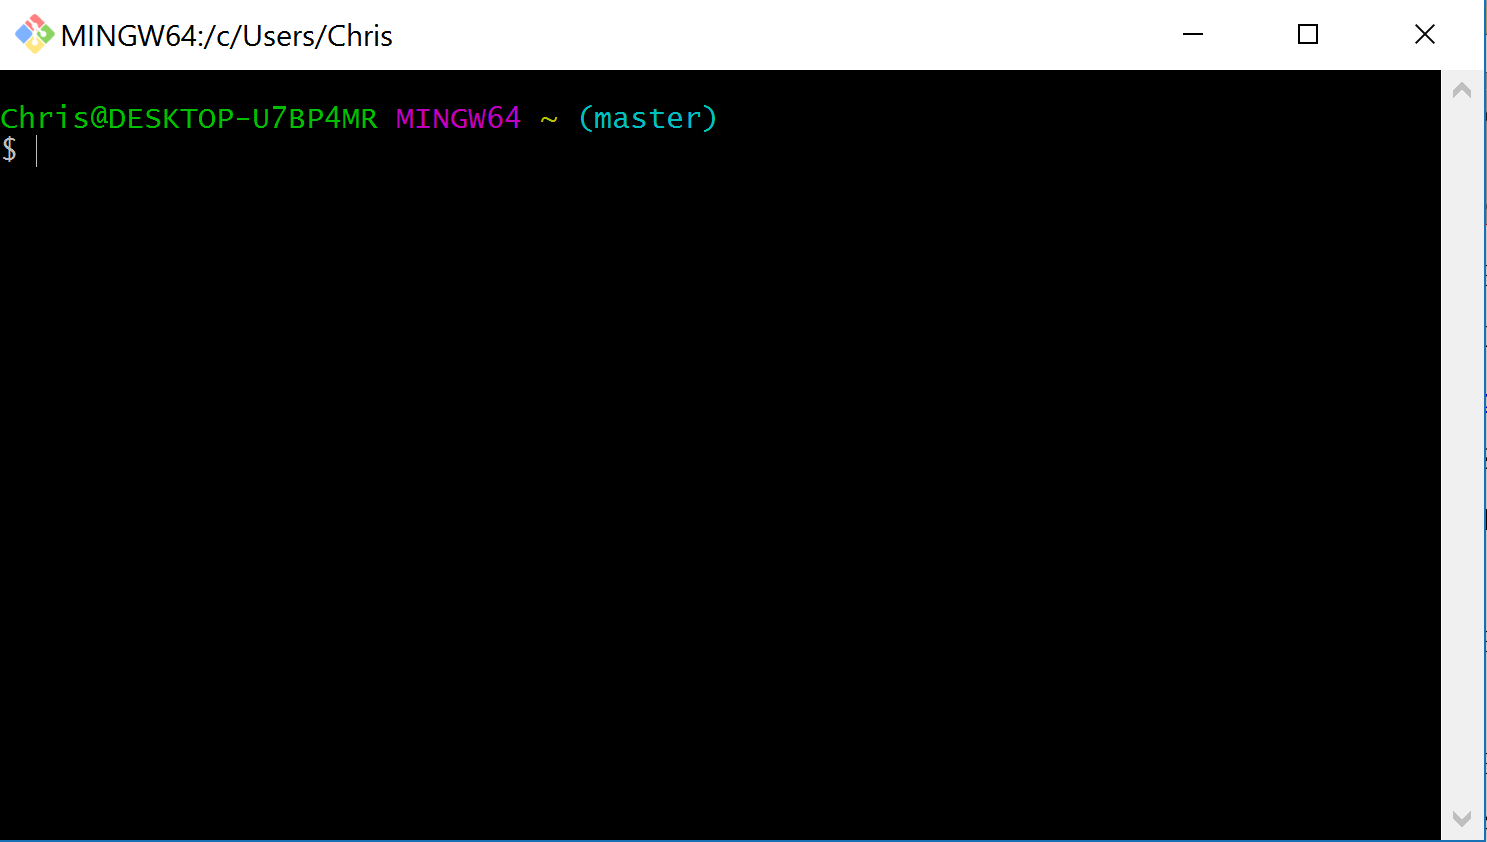 MINGW64:/c/Users/Chris
Chris@DESKTOP-U7BP4MR MINGW64 ~ (master)
$